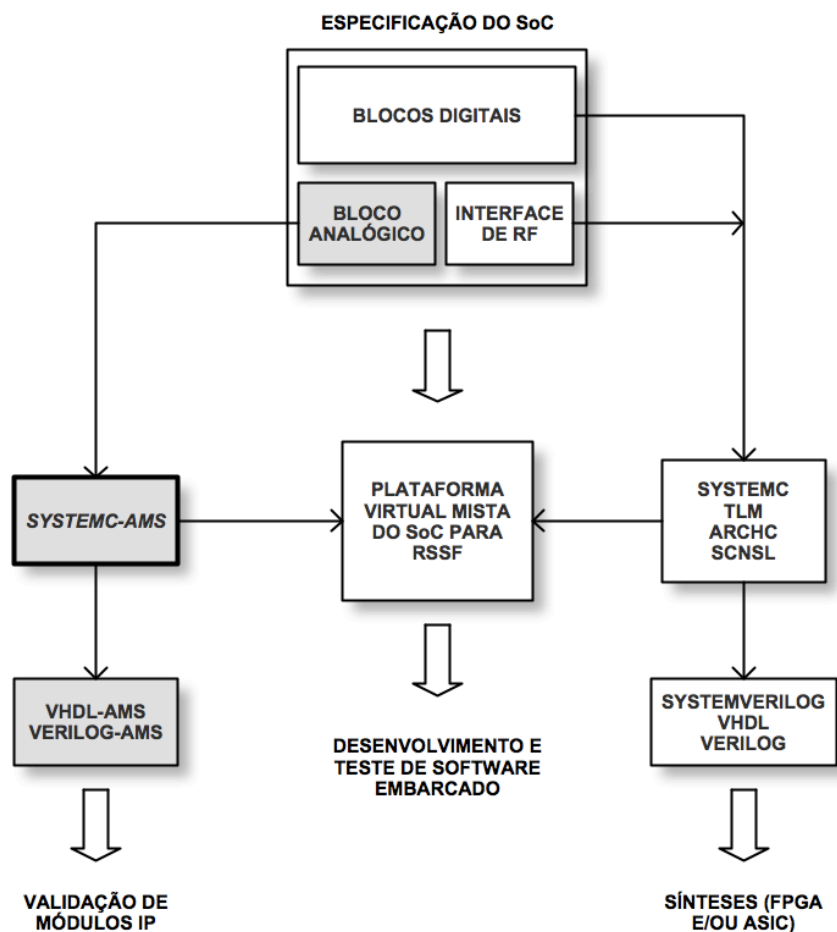 ESPECIFICAÇÃO DO SoC
BLOCOS DIGITAIS
BLOCO
ANALÓGICO
INTERFACE
DE RF
SYSTEMC-AMS
PLATAFORMA
VIRTUAL MISTA
DO SoC PARA
RSSF
SYSTEMC
TLM
ARCHC
SCNSL
VHDL-AMS
VERILOG-AMS
DESENVOLVIMENTO E
TESTE DE SOFTWARE
EMBARCADO
SYSTEMVERILOG
VHDL
VERILOG
VALIDAÇÃO DE
MÓDULOS IP
SÍNTESES (FPGA
E/OU ASIC)